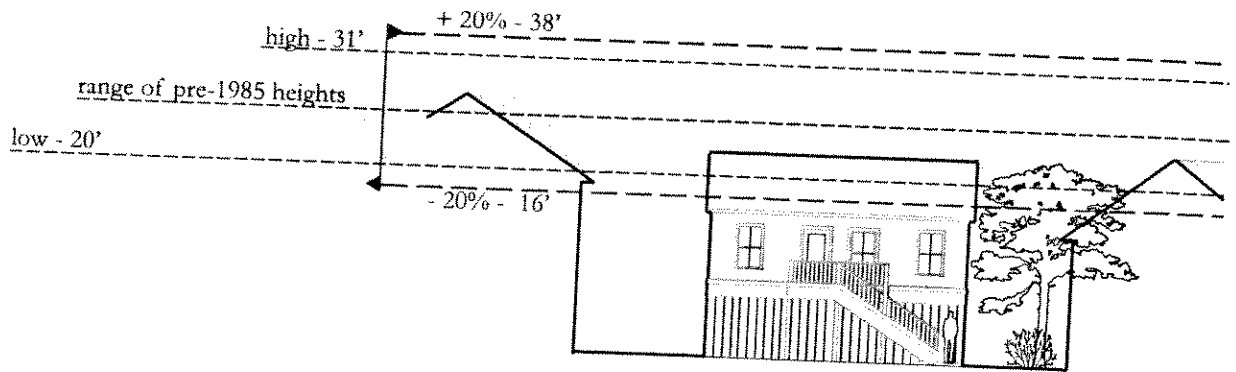 + 20% - 38'
high - 31'
range of pre-1985 heights
low - 20'
- 20% - 16'